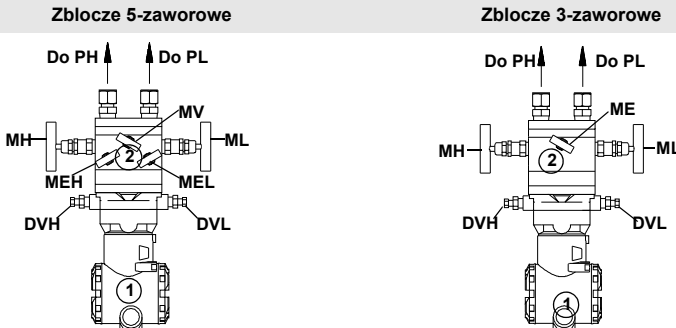 Zblocze 5-zaworowe
Zblocze 3-zaworowe
Do PH
Do PL
MV
MH
ML
2
MEH
MEL
DVH
DVL
1
Do PH
Do PL
ME
MH
ML
2
DVH
DVL
1